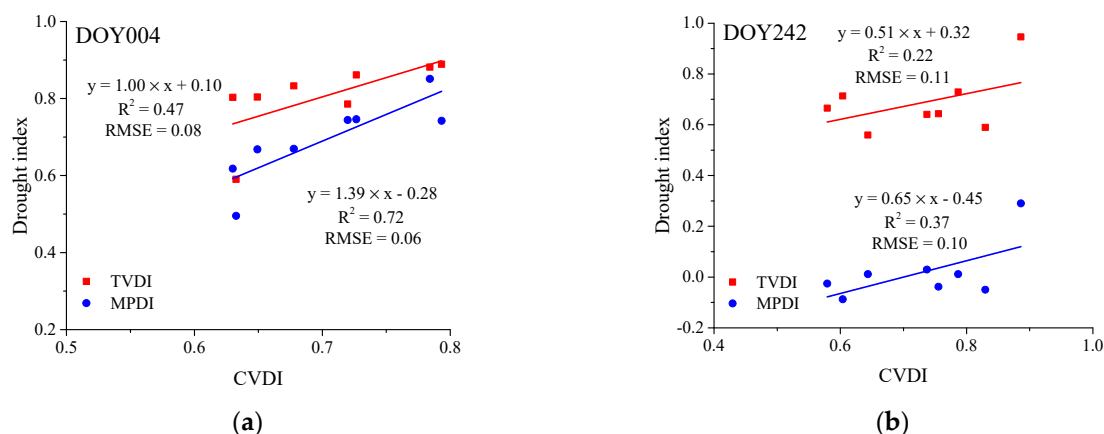 DOY004
y = 1.00 × x + 0.10
R² = 0.47
RMSE = 0.08
y = 1.39 × x - 0.28
R² = 0.72
RMSE = 0.06
TVDI
MPDI
1.0
0.8
0.6
0.4
0.2
0.5
0.6
0.7
0.8
Drought index
CVDI
(a)
DOY242
y = 0.51 × x + 0.32
R² = 0.22
RMSE = 0.11
y = 0.65 × x - 0.45
R² = 0.37
RMSE = 0.10
TVDI
MPDI
1.0
0.8
0.6
0.4
0.2
0.0
-0.2
0.4
0.6
0.8
1.0
Drought index
CVDI
(b)